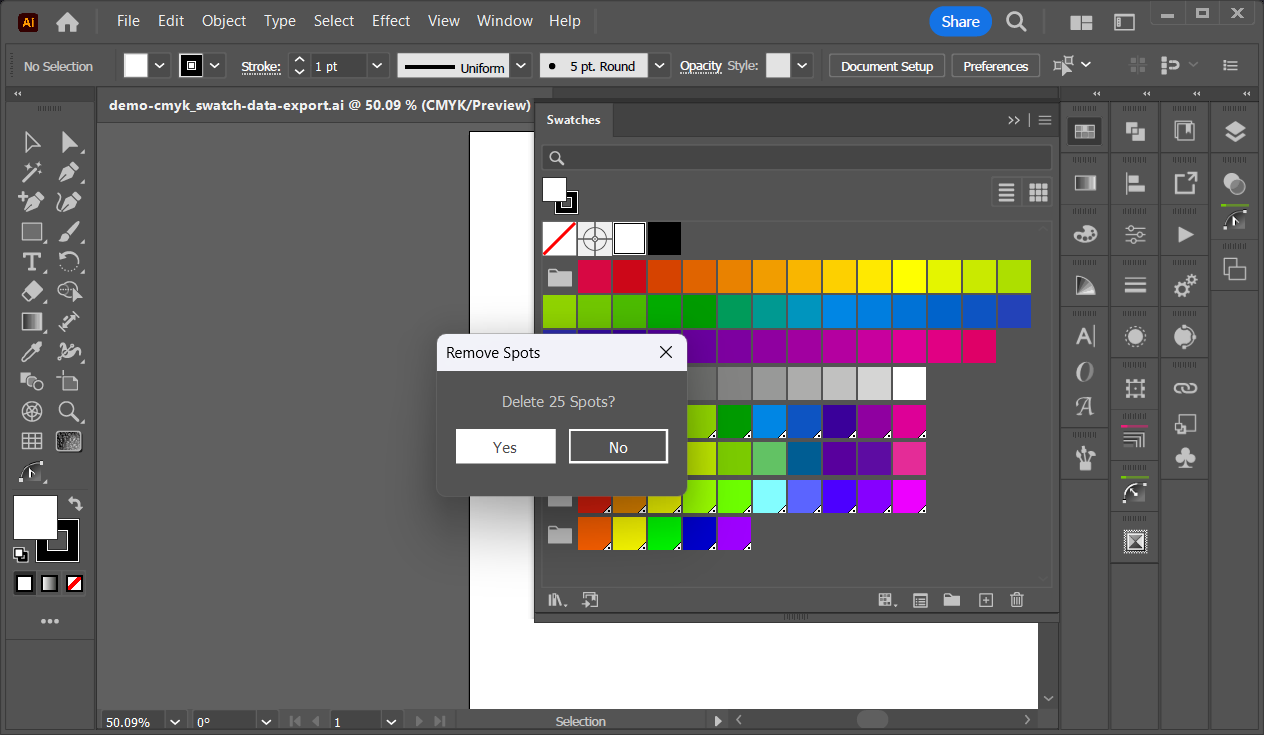 Ai File Edit Object Type Select Effect View Window Help Share
No Selection Stroke: 1 pt Uniform 5 pt. Round Opacity Style: Document Setup Preferences
demo-cmyk_swatch-data-export.ai @ 50.09 % (CMYK/Preview)
Swatches
Remove Spots
Delete 25 Spots?
Yes No
50.09% 0° 1 Selection